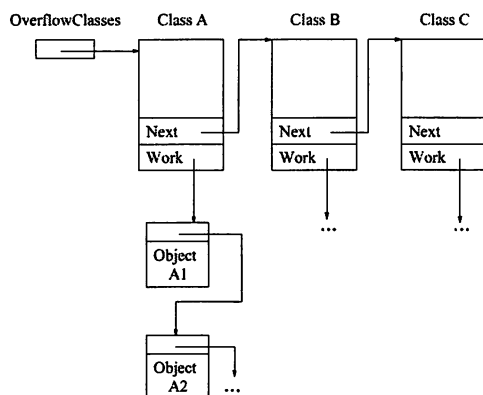 OverflowClasses
Class A
Class B
Class C
Next
Next
Next
Work
Work
Work
...
...
Object
A1
Object
A2
...